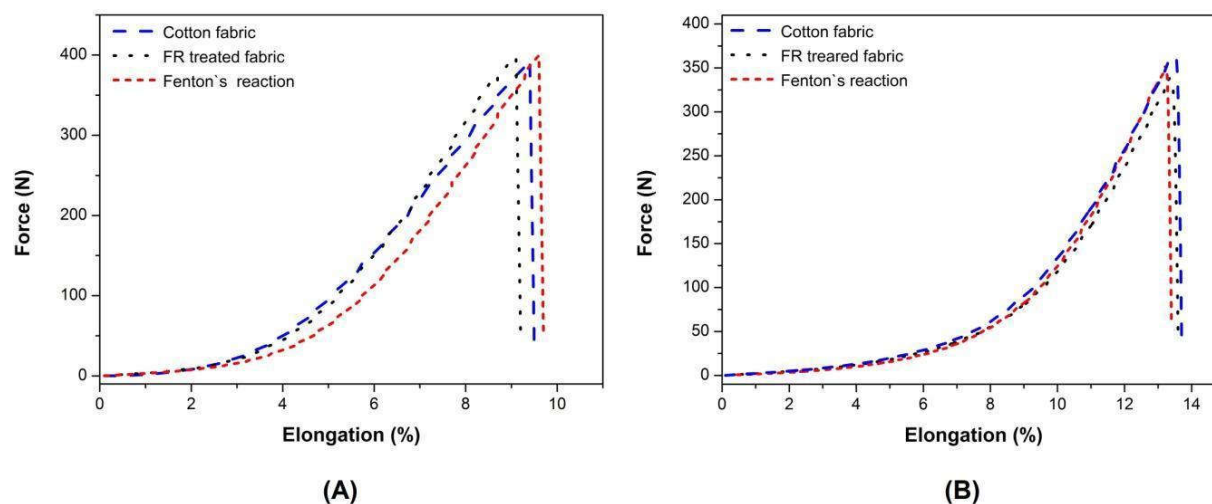 Cotton fabric
FR treated fabric
Fenton`s reaction
400
300
200
100
0
Force (N)
0 2 4 6 8 10
Elongation (%)
(A)
Cotton fabric
FR treared fabric
Fenton`s reaction
400
350
300
250
200
150
100
50
0
Force (N)
0 2 4 6 8 10 12 14
Elongation (%)
(B)